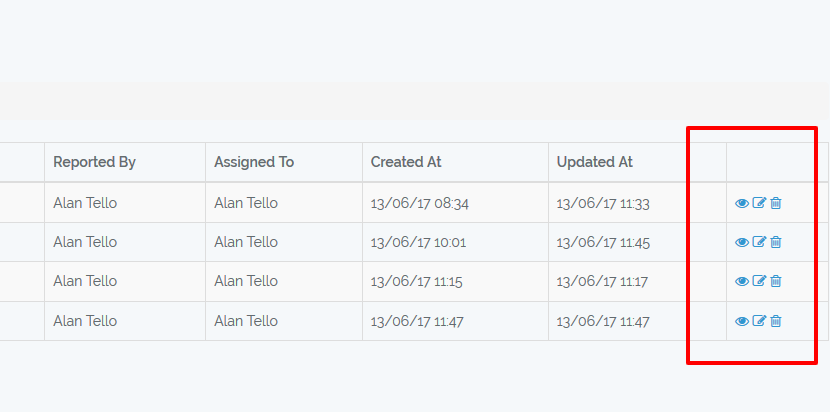 Reported By Assigned To Created At Updated At
Alan Tello Alan Tello 13/06/17 08:34 13/06/17 11:33
Alan Tello Alan Tello 13/06/17 10:01 13/06/17 11:45
Alan Tello Alan Tello 13/06/17 11:15 13/06/17 11:17
Alan Tello Alan Tello 13/06/17 11:47 13/06/17 11:47